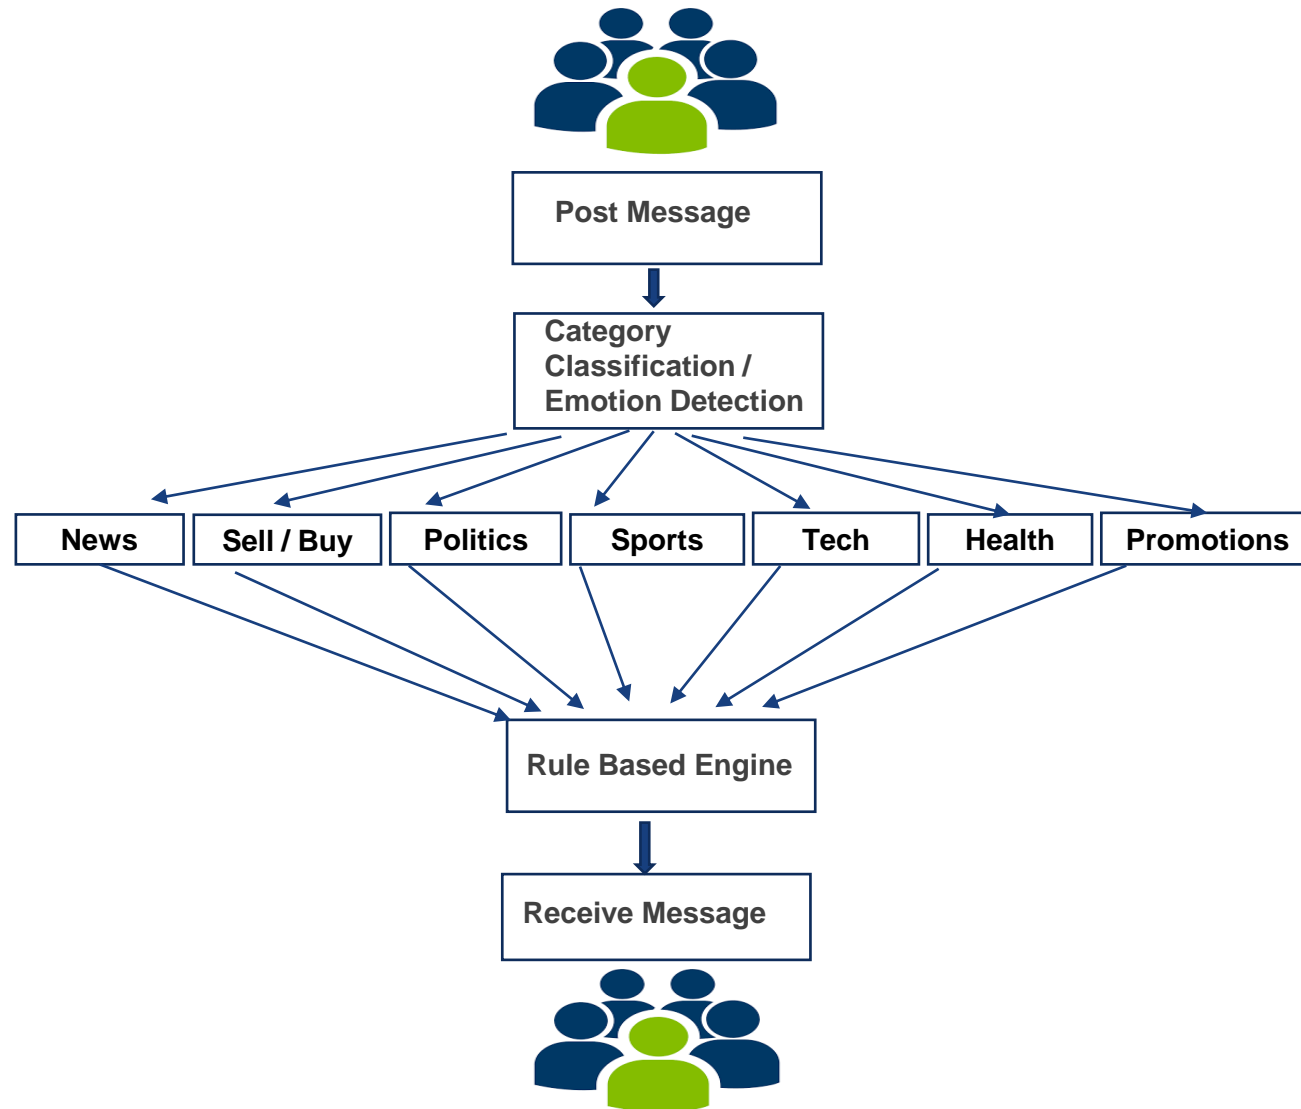 Post Message
Category
Classification /
Emotion Detection
News
Sell / Buy
Politics
Sports
Tech
Health
Promotions
Rule Based Engine
Receive Message